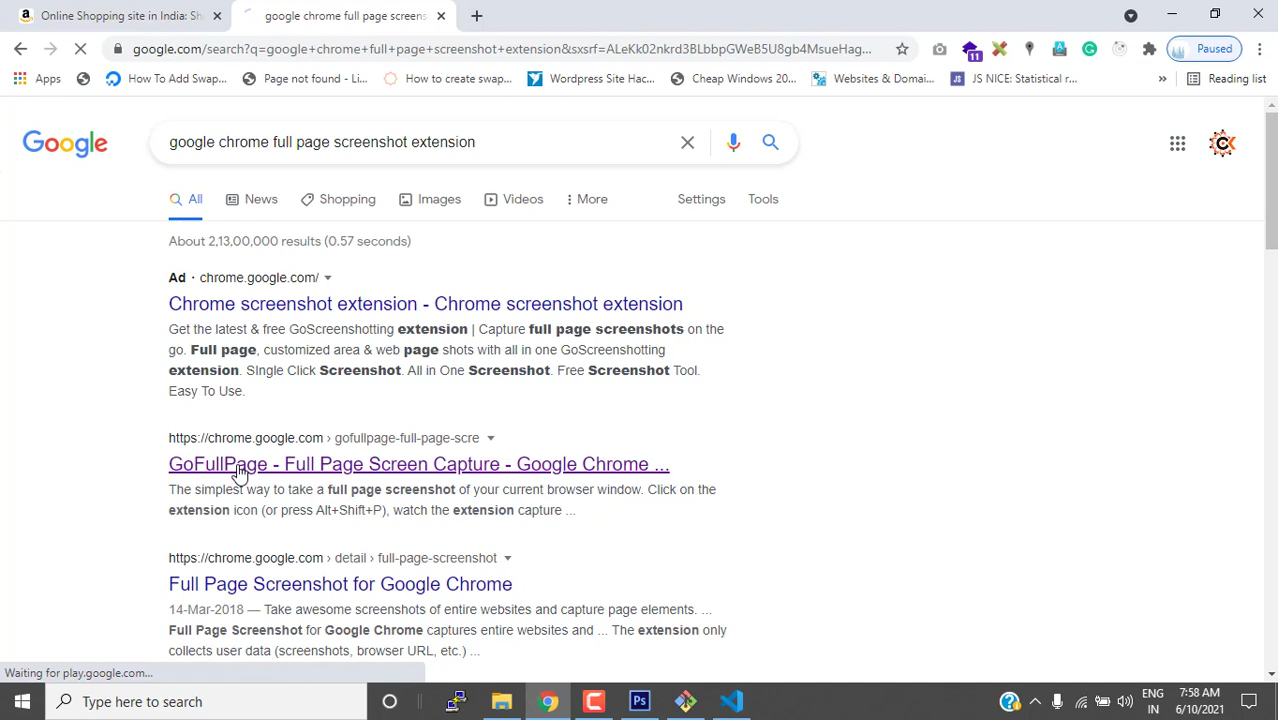 Online Shopping site in India: Sh
google chrome full page screens
google.com/search?q=google+chrome+full+page+screenshot+extension&sxsrf=ALeKk02nkrd3BLbbpGWeB5U8gb4MsueHag...
11
Paused
Apps
How To Add Swap...
Page not found - Li...
How to create swap...
Wordpress Site Hac...
Cheap Windows 20...
Websites & Domai...
JS
JS NICE: Statistical r...
»
Reading list
Google
google chrome full page screenshot extension
All
News
Shopping
Images
Videos
More
Settings
Tools
About 2,13,00,000 results (0.57 seconds)
Ad · chrome.google.com/
Chrome screenshot extension - Chrome screenshot extension
Get the latest & free GoScreenshotting extension | Capture full page screenshots on the
go. Full page, customized area & web page shots with all in one GoScreenshotting
extension. SIngle Click Screenshot. All in One Screenshot. Free Screenshot Tool.
Easy To Use.
https://chrome.google.com › gofullpage-full-page-scre
GoFullPage - Full Page Screen Capture - Google Chrome ...
The simplest way to take a full page screenshot of your current browser window. Click on the
extension icon (or press Alt+Shift+P), watch the extension capture ...
https://chrome.google.com › detail › full-page-screenshot
Full Page Screenshot for Google Chrome
14-Mar-2018 — Take awesome screenshots of entire websites and capture page elements. ...
Full Page Screenshot for Google Chrome captures entire websites and ... The extension only
collects user data (screenshots, browser URL, etc.) ...
Waiting for play.google.com...
Type here to search
Ps
ENG
IN
7:58 AM
6/10/2021